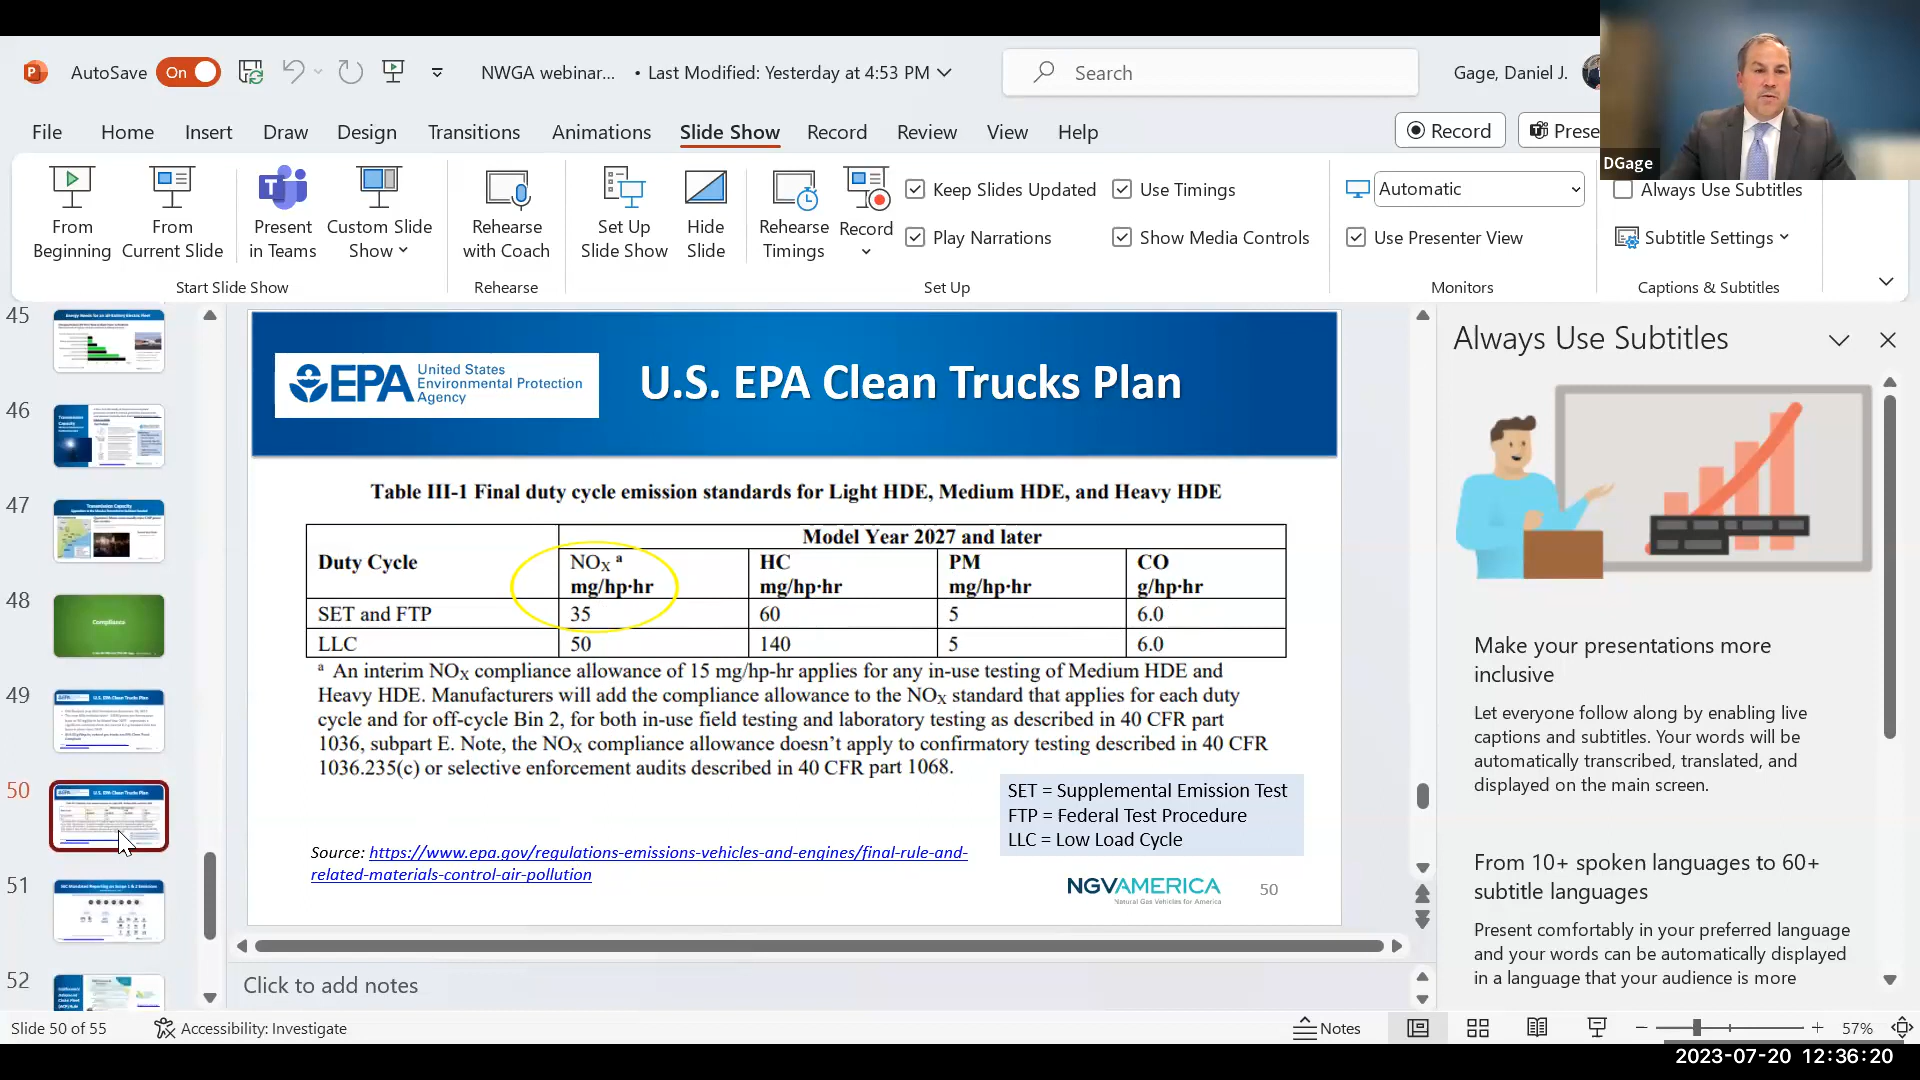 AutoSave On NWGA webinar... • Last Modified: Yesterday at 4:53 PM Search Gage, Daniel J.
File Home Insert Draw Design Transitions Animations Slide Show Record Review View Help Record Prese
DGage
From Beginning
From Current Slide
Present in Teams
Custom Slide Show
Start Slide Show
Rehearse with Coach
Rehearse
Set Up Slide Show
Hide Slide
Rehearse Timings
Record
Keep Slides Updated
Play Narrations
Use Timings
Show Media Controls
Set Up
Automatic
Use Presenter View
Monitors
Always Use Subtitles
Subtitle Settings
Captions & Subtitles
45
46
47
48
Compliance
49
50
51
52
EPA United States
Environmental Protection
Agency
U.S. EPA Clean Trucks Plan
Table III-1 Final duty cycle emission standards for Light HDE, Medium HDE, and Heavy HDE
Model Year 2027 and later
Duty Cycle NOX a mg/hp·hr HC mg/hp·hr PM mg/hp·hr CO g/hp·hr
SET and FTP 35 60 5 6.0
LLC 50 140 5 6.0
a An interim NOX compliance allowance of 15 mg/hp-hr applies for any in-use testing of Medium HDE and
Heavy HDE. Manufacturers will add the compliance allowance to the NOX standard that applies for each duty
cycle and for off-cycle Bin 2, for both in-use field testing and laboratory testing as described in 40 CFR part
1036, subpart E. Note, the NOX compliance allowance doesn't apply to confirmatory testing described in 40 CFR
1036.235(c) or selective enforcement audits described in 40 CFR part 1068.
SET = Supplemental Emission Test
FTP = Federal Test Procedure
LLC = Low Load Cycle
Source: https://www.epa.gov/regulations-emissions-vehicles-and-engines/final-rule-and-
related-materials-control-air-pollution
NGVAMERICA
Natural Gas Vehicles for America
50
Click to add notes
Always Use Subtitles
Make your presentations more
inclusive
Let everyone follow along by enabling live
captions and subtitles. Your words will be
automatically transcribed, translated, and
displayed on the main screen.
From 10+ spoken languages to 60+
subtitle languages
Present comfortably in your preferred language
and your words can be automatically displayed
in a language that your audience is more
Slide 50 of 55 Accessibility: Investigate Notes 57%
2023-07-20 12:36:20